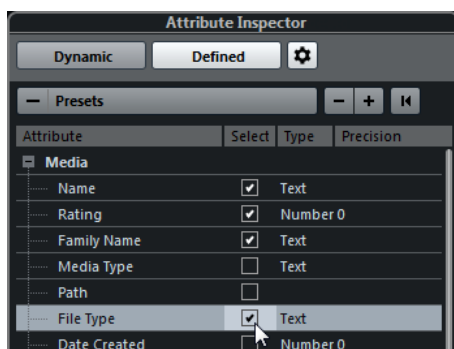 Attribute Inspector
Dynamic Defined
Presets
Attribute Select Type Precision
Media
Name Text
Rating Number 0
Family Name Text
Media Type Text
Path
File Type Text
Date Created Number 0